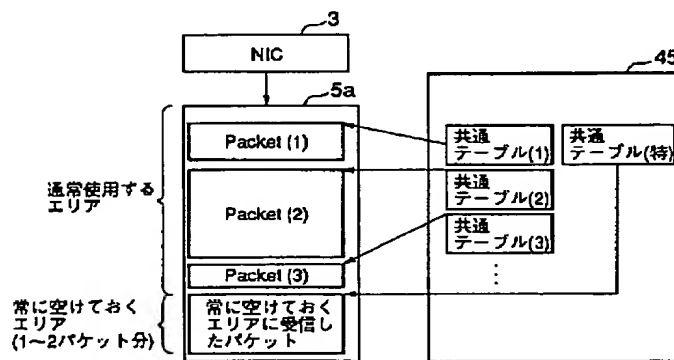 3
NIC
5a
45
Packet (1)
共通
テーブル(1)
共通
テーブル(特)
通常使用する
エリア
Packet (2)
共通
テーブル(2)
共通
テーブル(3)
Packet (3)
常に空けておく
エリア
(1~2パケット分)
常に空けておく
エリアに受信し
たパケット